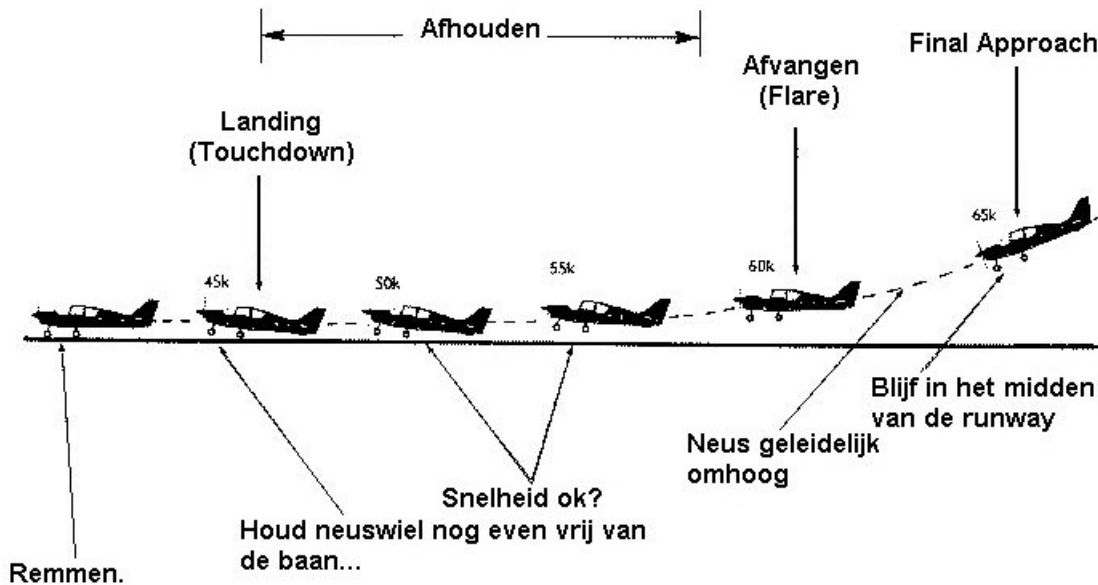 Afhouden
Final Approach
Afvangen
(Flare)
Landing
(Touchdown)
65k
60k
55k
50k
45k
Blijf in het midden
van de runway
Neus geleidelijk
omhoog
Snelheid ok?
Houd neuswiel nog even vrij van
de baan...
Remmen.